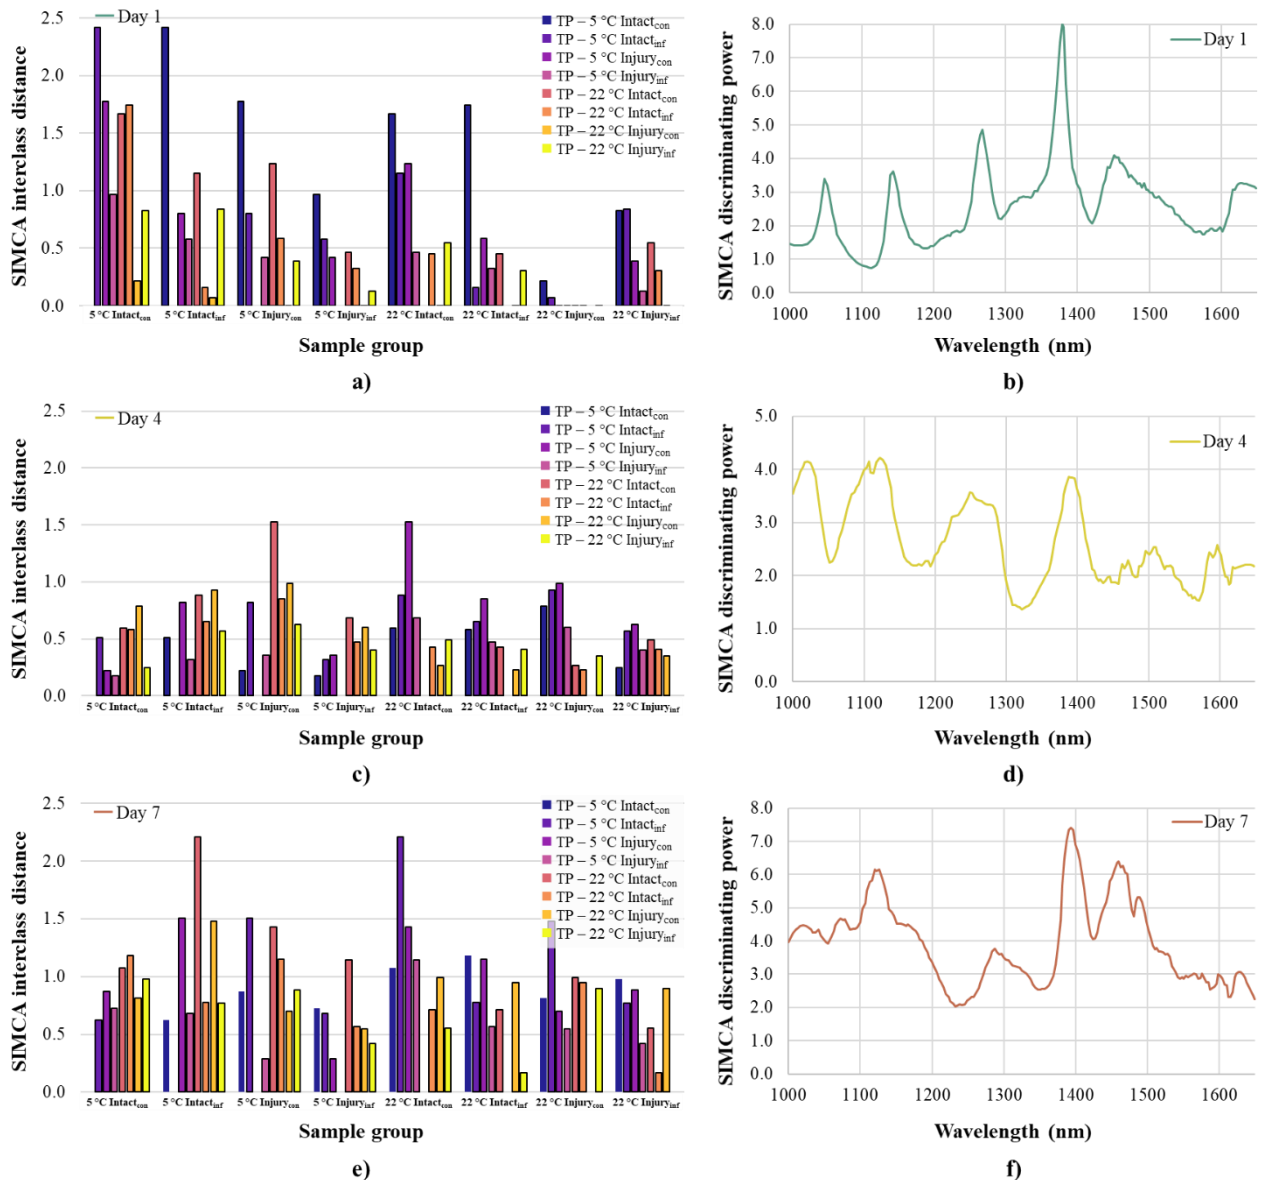 Day 1
SIMCA interclass distance
2.5
2.0
1.5
1.0
0.5
0.0
TP – 5 °C Intactcon
TP – 5 °C Intactinf
TP – 5 °C Injurycon
TP – 5 °C Injuryinf
TP – 22 °C Intactcon
TP – 22 °C Intactinf
TP – 22 °C Injurycon
TP – 22 °C Injuryinf
5 °C Intactcon 5 °C Intactinf 5 °C Injurycon 5 °C Injuryinf 22 °C Intactcon 22 °C Intactinf 22 °C Injurycon 22 °C Injuryinf
Sample group
a)
SIMCA discriminating power
8.0
7.0
6.0
5.0
4.0
3.0
2.0
1.0
0.0
Day 1
1000 1100 1200 1300 1400 1500 1600
Wavelength (nm)
b)
Day 4
SIMCA interclass distance
2.5
2.0
1.5
1.0
0.5
0.0
TP – 5 °C Intactcon
TP – 5 °C Intactinf
TP – 5 °C Injurycon
TP – 5 °C Injuryinf
TP – 22 °C Intactcon
TP – 22 °C Intactinf
TP – 22 °C Injurycon
TP – 22 °C Injuryinf
5 °C Intactcon 5 °C Intactinf 5 °C Injurycon 5 °C Injuryinf 22 °C Intactcon 22 °C Intactinf 22 °C Injurycon 22 °C Injuryinf
Sample group
c)
SIMCA discriminating power
5.0
4.0
3.0
2.0
1.0
0.0
Day 4
1000 1100 1200 1300 1400 1500 1600
Wavelength (nm)
d)
Day 7
SIMCA interclass distance
2.5
2.0
1.5
1.0
0.5
0.0
TP – 5 °C Intactcon
TP – 5 °C Intactinf
TP – 5 °C Injurycon
TP – 5 °C Injuryinf
TP – 22 °C Intactcon
TP – 22 °C Intactinf
TP – 22 °C Injurycon
TP – 22 °C Injuryinf
5 °C Intactcon 5 °C Intactinf 5 °C Injurycon 5 °C Injuryinf 22 °C Intactcon 22 °C Intactinf 22 °C Injurycon 22 °C Injuryinf
Sample group
e)
SIMCA discriminating power
8.0
7.0
6.0
5.0
4.0
3.0
2.0
1.0
0.0
Day 7
1000 1100 1200 1300 1400 1500 1600
Wavelength (nm)
f)